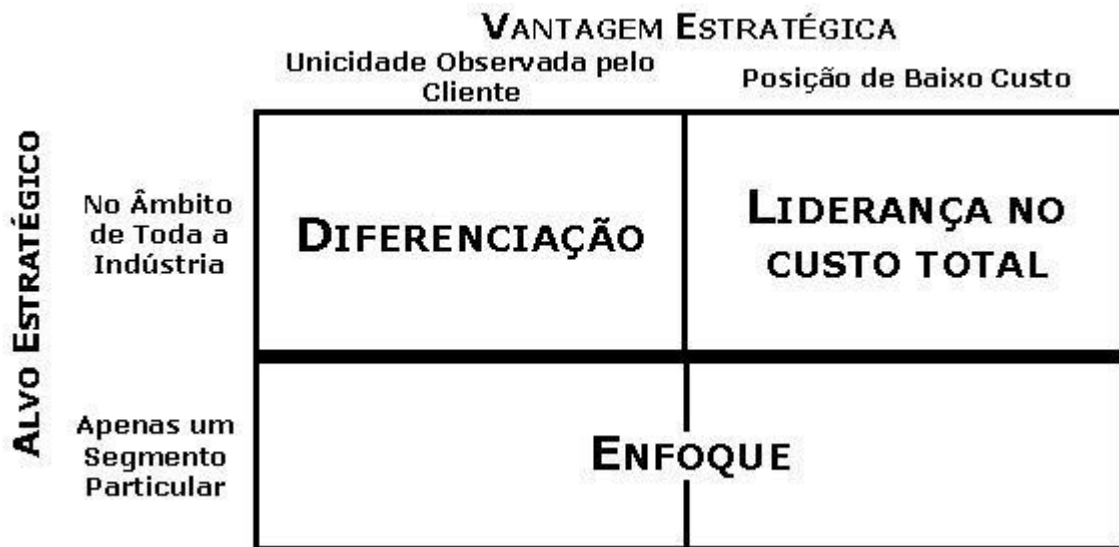 VANTAGEM ESTRATÉGICA
Unicidade Observada pelo
Cliente
Posição de Baixo Custo
ALVO ESTRATÉGICO
No Âmbito
de Toda a
Indústria
DIFERENCIAÇÃO
LIDERANÇA NO
CUSTO TOTAL
Apenas um
Segmento
Particular
ENFOQUE